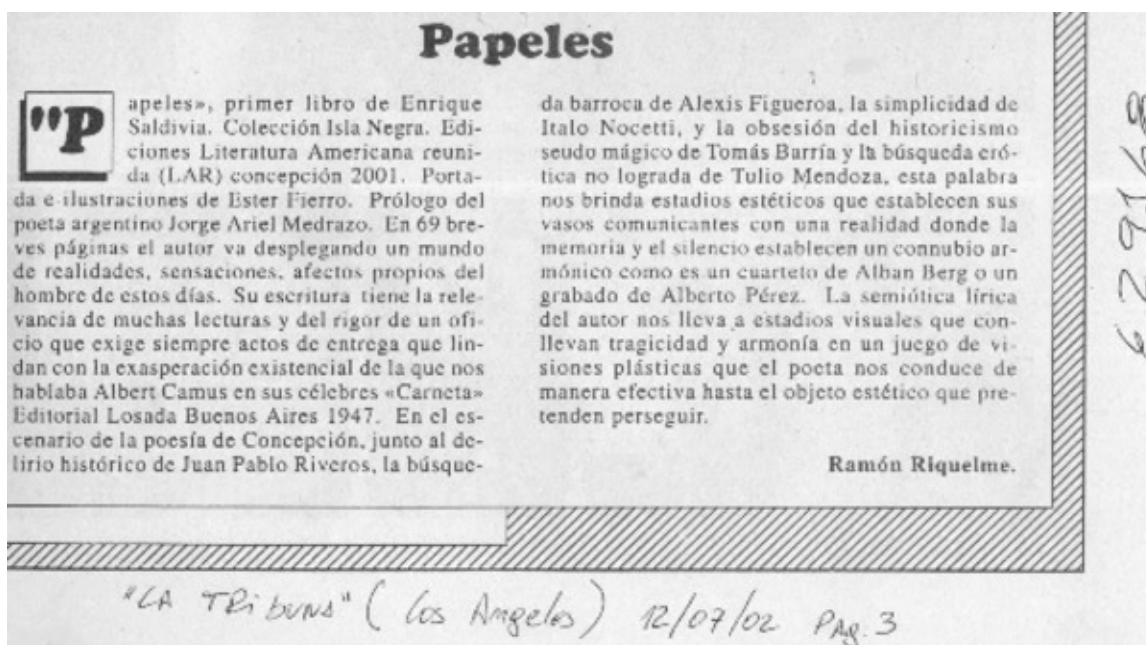 Papeles
"Papeles», primer libro de Enrique
Saldivia. Colección Isla Negra. Edi-
ciones Literatura Americana reuni-
da (LAR) concepción 2001. Porta-
da e ilustraciones de Ester Fierro. Prólogo del
poeta argentino Jorge Ariel Medrazo. En 69 bre-
ves páginas el autor va desplegando un mundo
de realidades, sensaciones, afectos propios del
hombre de estos días. Su escritura tiene la rele-
vancia de muchas lecturas y del rigor de un ofi-
cio que exige siempre actos de entrega que lin-
dan con la exasperación existencial de la que nos
hablaba Albert Camus en sus célebres «Carneta»
Editorial Losada Buenos Aires 1947. En el es-
cenario de la poesía de Concepción, junto al de-
lirio histórico de Juan Pablo Riveros, la búsque-
da barroca de Alexis Figueroa, la simplicidad de
Italo Nocetti, y la obsesión del historicismo
seudo mágico de Tomás Barría y la búsqueda eró-
tica no lograda de Tulio Mendoza, esta palabra
nos brinda estudios estéticos que establecen sus
vasos comunicantes con una realidad donde la
memoria y el silencio establecen un connubio ar-
mónico como es un cuarteto de Alban Berg o un
grabado de Alberto Pérez. La semiótica lírica
del autor nos lleva a estadios visuales que con-
llevan tragicidad y armonía en un juego de vi-
siones plásticas que el poeta nos conduce de
manera efectiva hasta el objeto estético que pre-
tenden perseguir.
Ramón Riquelme.
"LA TRibuna" (Los Angeles) 12/07/02 PAg. 3
679168